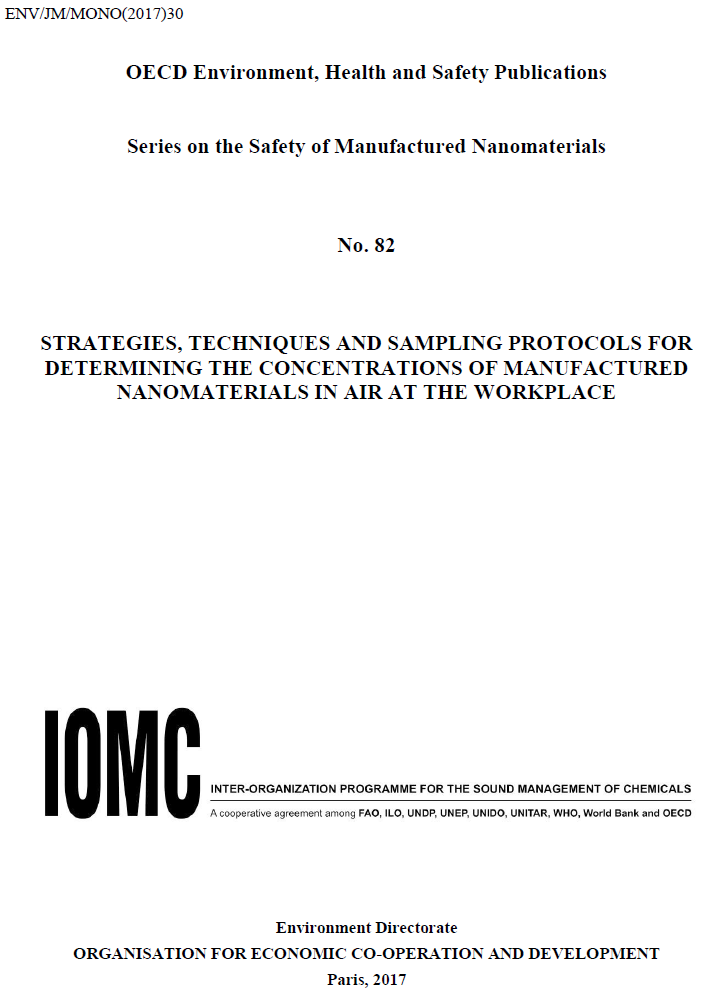 ENV/JM/MONO(2017)30
OECD Environment, Health and Safety Publications
Series on the Safety of Manufactured Nanomaterials
No. 82
STRATEGIES, TECHNIQUES AND SAMPLING PROTOCOLS FOR
DETERMINING THE CONCENTRATIONS OF MANUFACTURED
NANOMATERIALS IN AIR AT THE WORKPLACE
IOMC
INTER-ORGANIZATION PROGRAMME FOR THE SOUND MANAGEMENT OF CHEMICALS
A cooperative agreement among FAO, ILO, UNDP, UNEP, UNIDO, UNITAR, WHO, World Bank and OECD
Environment Directorate
ORGANISATION FOR ECONOMIC CO-OPERATION AND DEVELOPMENT
Paris, 2017